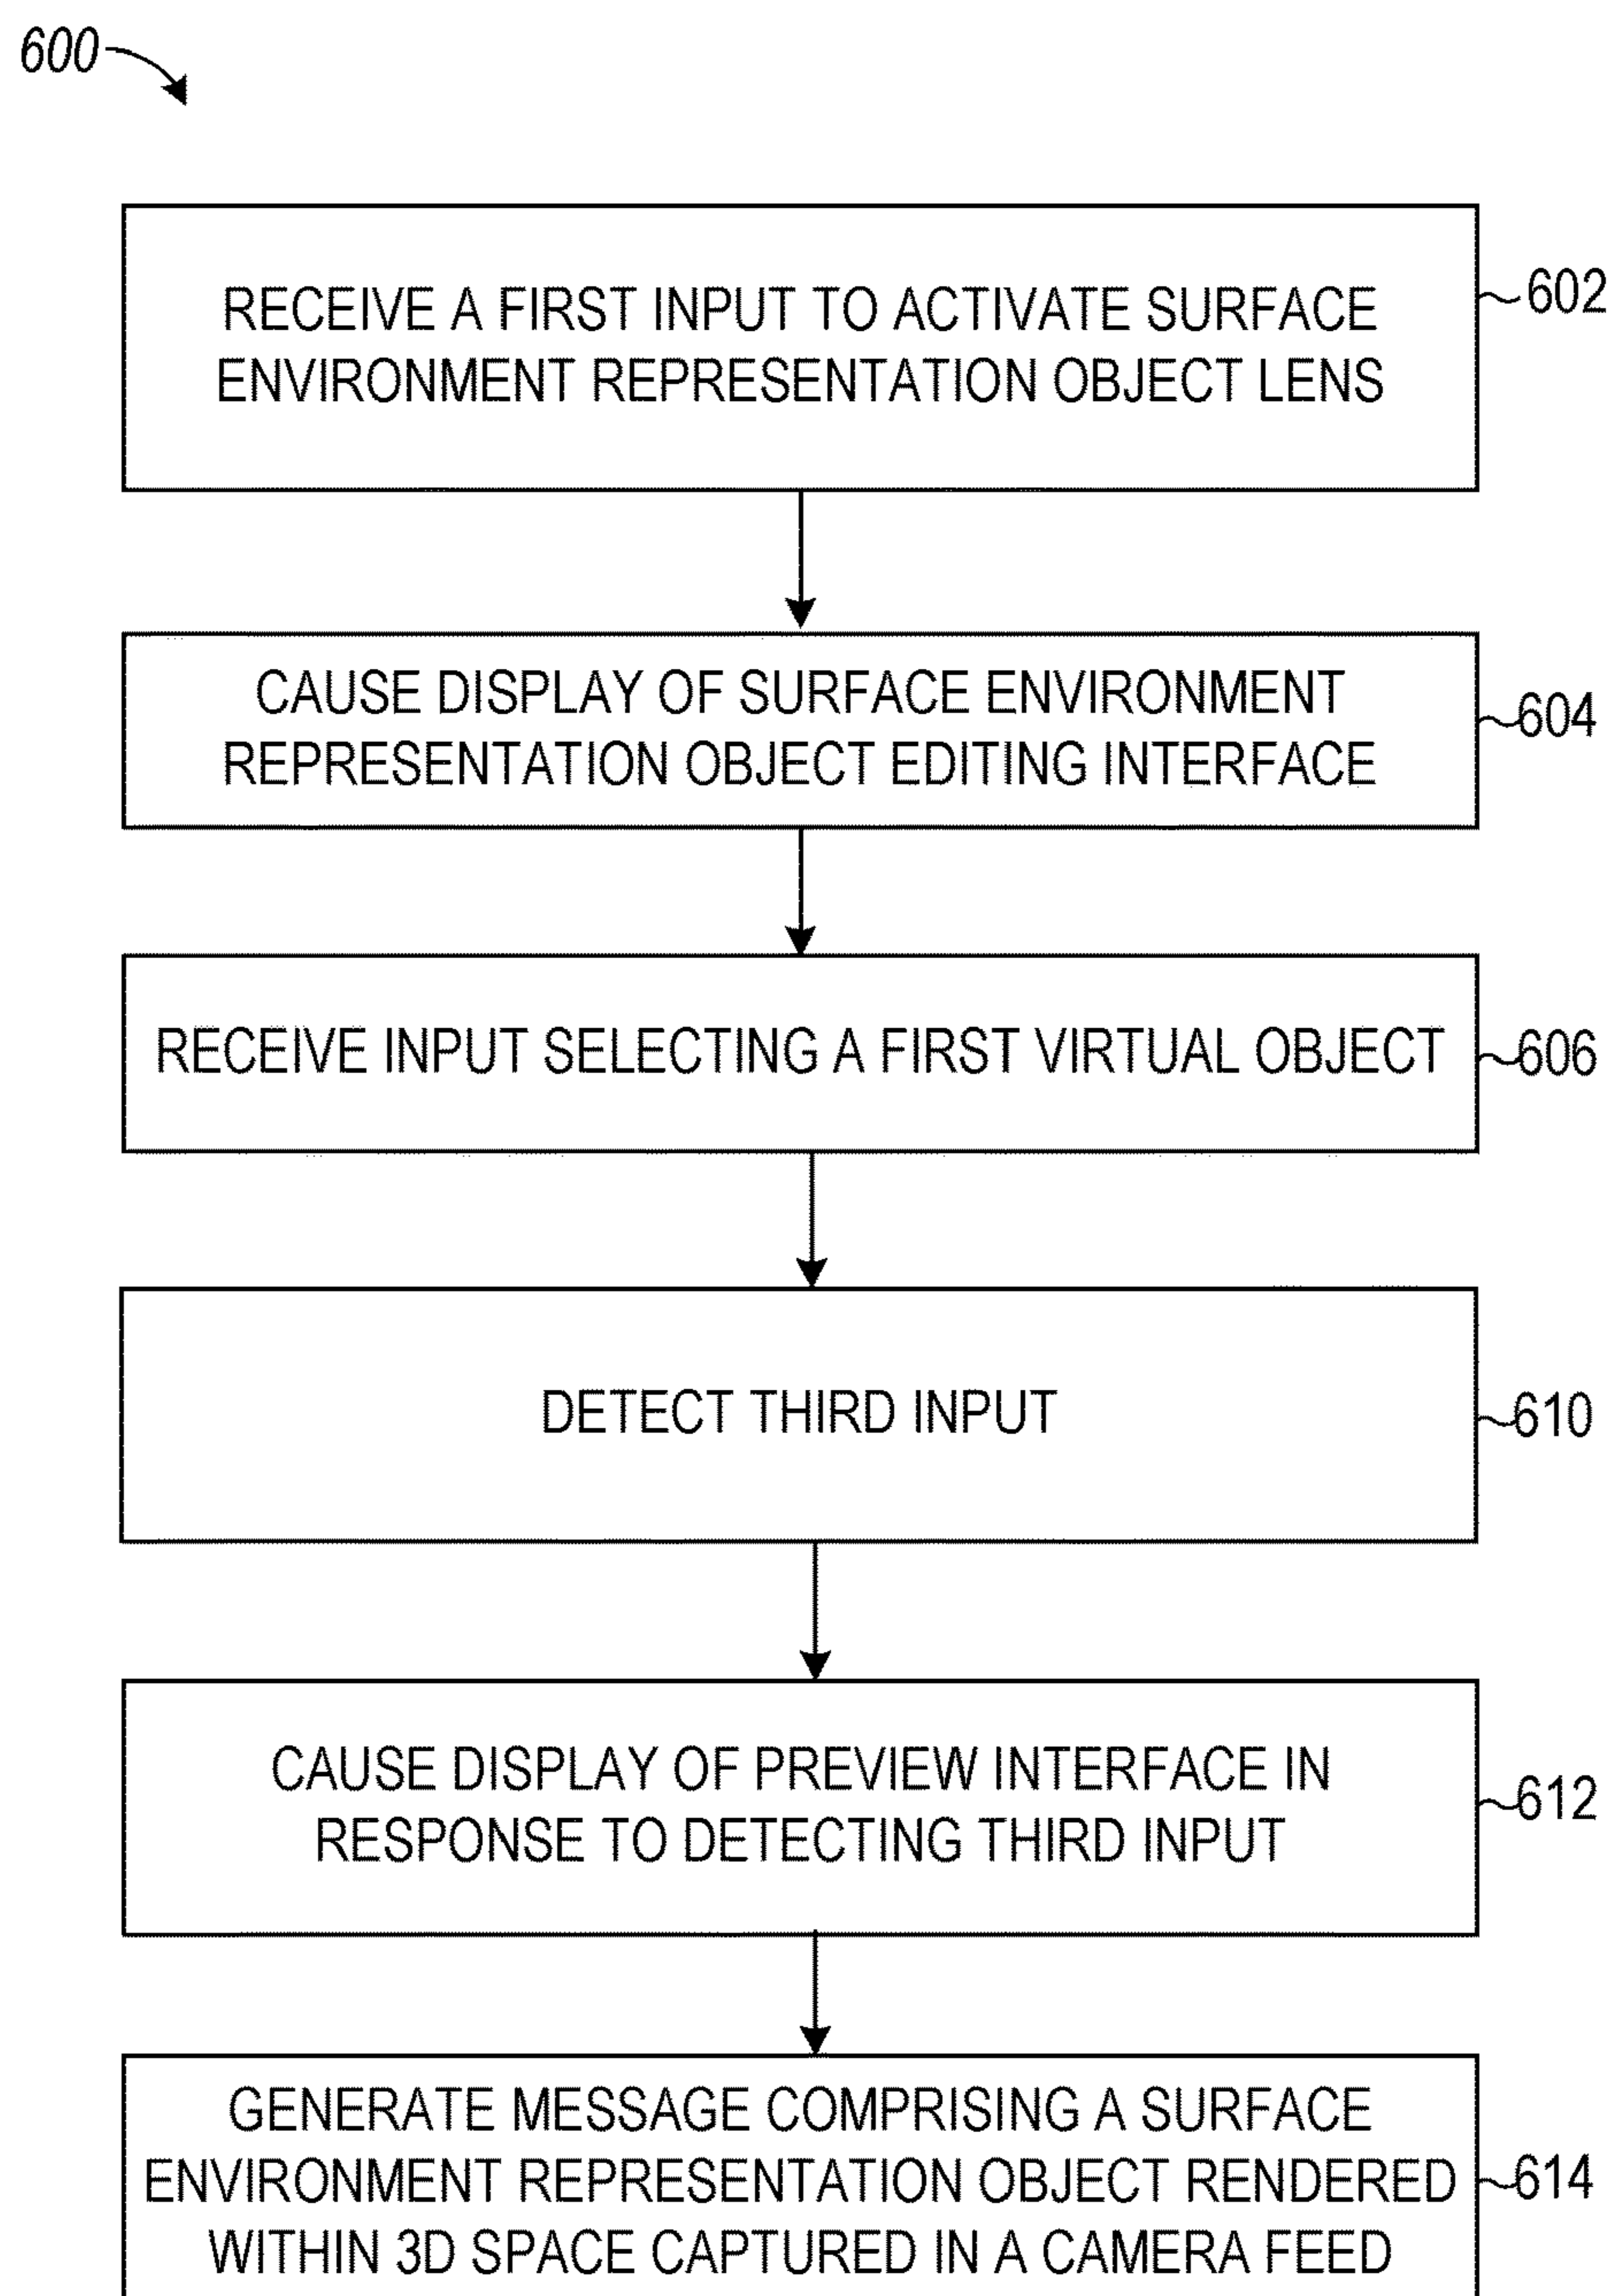 600
RECEIVE A FIRST INPUT TO ACTIVATE SURFACE
ENVIRONMENT REPRESENTATION OBJECT LENS
602
CAUSE DISPLAY OF SURFACE ENVIRONMENT
REPRESENTATION OBJECT EDITING INTERFACE
604
RECEIVE INPUT SELECTING A FIRST VIRTUAL OBJECT
606
DETECT THIRD INPUT
610
CAUSE DISPLAY OF PREVIEW INTERFACE IN
RESPONSE TO DETECTING THIRD INPUT
612
GENERATE MESSAGE COMPRISING A SURFACE
ENVIRONMENT REPRESENTATION OBJECT RENDERED
WITHIN 3D SPACE CAPTURED IN A CAMERA FEED
614